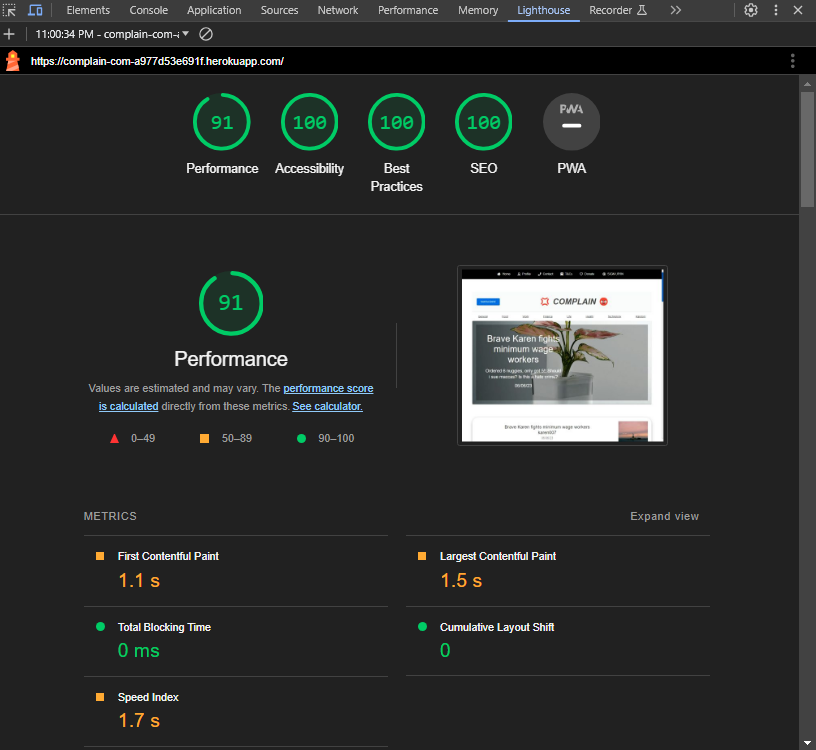 Elements Console Application Sources Network Performance Memory Lighthouse Recorder
11:00:34 PM - complain-com-
https://complain-com-a977d53e691f.herokuapp.com/
91 100 100 100 PWA
Performance Accessibility Best Practices SEO PWA
91
Performance
Values are estimated and may vary. The performance score
is calculated directly from these metrics. See calculator.
0–49 50–89 90–100
Home Profile Contact
COMPLAIN
Brave Karen fights
minimum wage
workers
Brave Karen fights minimum wage workers
METRICS Expand view
First Contentful Paint
1.1 s
Largest Contentful Paint
1.5 s
Total Blocking Time
0 ms
Cumulative Layout Shift
0
Speed Index
1.7 s